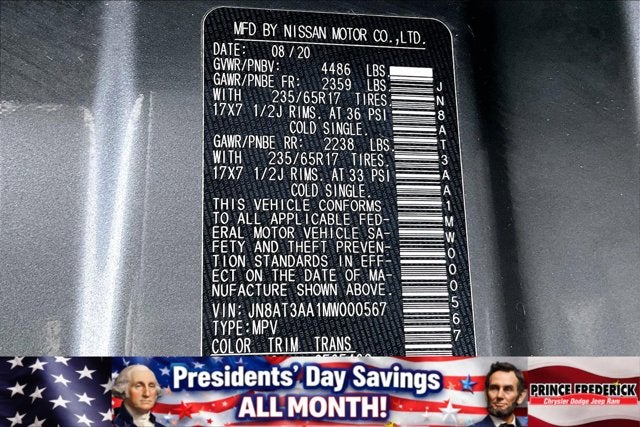 MFD BY NISSAN MOTOR CO.,LTD.
DATE: 08/20
GVWR/PNBV: 4486 LBS
GAWR/PNBE FR: 2359 LBS
WITH 235/65R17 TIRES,
17X7 1/2J RIMS, AT 36 PSI
COLD SINGLE.
GAWR/PNBE RR: 2238 LBS
WITH 235/65R17 TIRES,
17X7 1/2J RIMS, AT 33 PSI
COLD SINGLE.
THIS VEHICLE CONFORMS
TO ALL APPLICABLE FED-
ERAL MOTOR VEHICLE SA-
FETY AND THEFT PREVEN-
TION STANDARDS IN EFF-
ECT ON THE DATE OF MA-
NUFACTURE SHOWN ABOVE.
VIN: JN8AT3AA1MW000567
TYPE:MPV
COLOR TRIM TRANS
JN8AT3AA1MW000567
Presidents' Day Savings
ALL MONTH!
PRINCE FREDERICK
Chrysler Dodge Jeep Ram